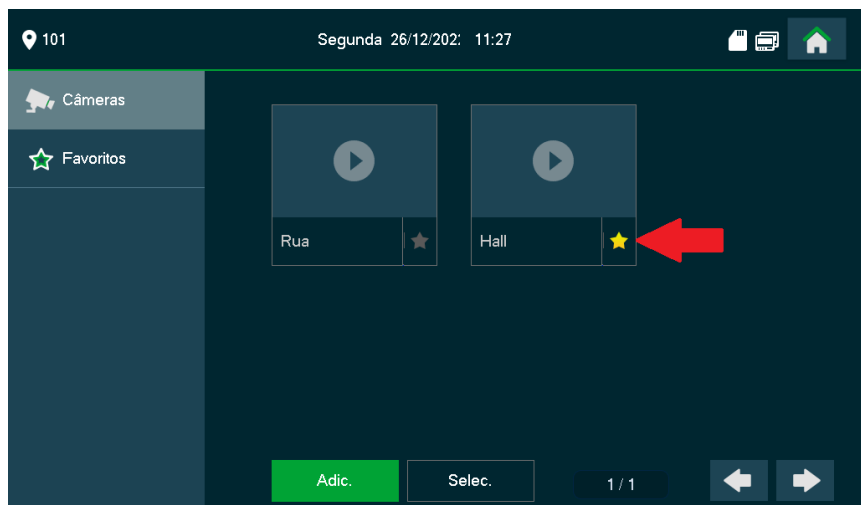 101
Segunda 26/12/202: 11:27
Câmeras
Favoritos
Rua
Hall
Adic.
Selec.
1 / 1